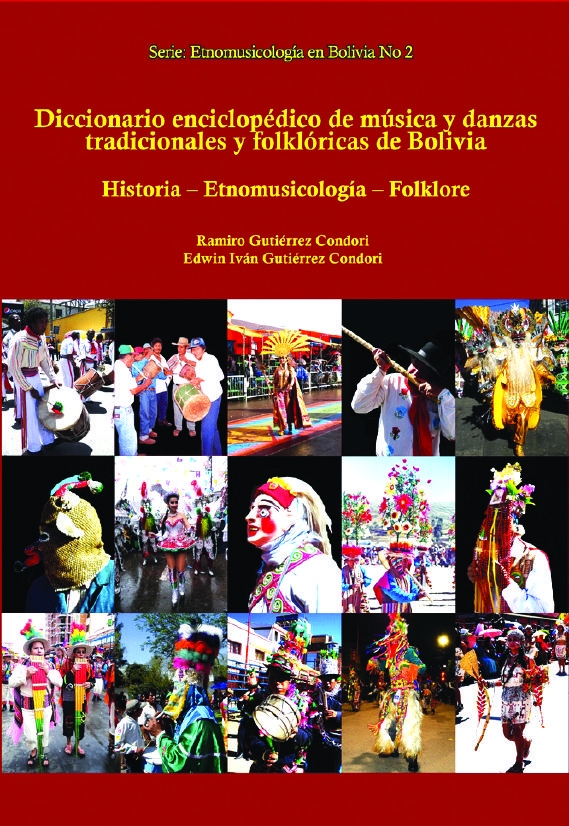 Serie: Etnomusicología en Bolivia No 2
Diccionario enciclopédico de música y danzas
tradicionales y folklóricas de Bolivia
Historia – Etnomusicología – Folklore
Ramiro Gutiérrez Condori
Edwin Iván Gutiérrez Condori